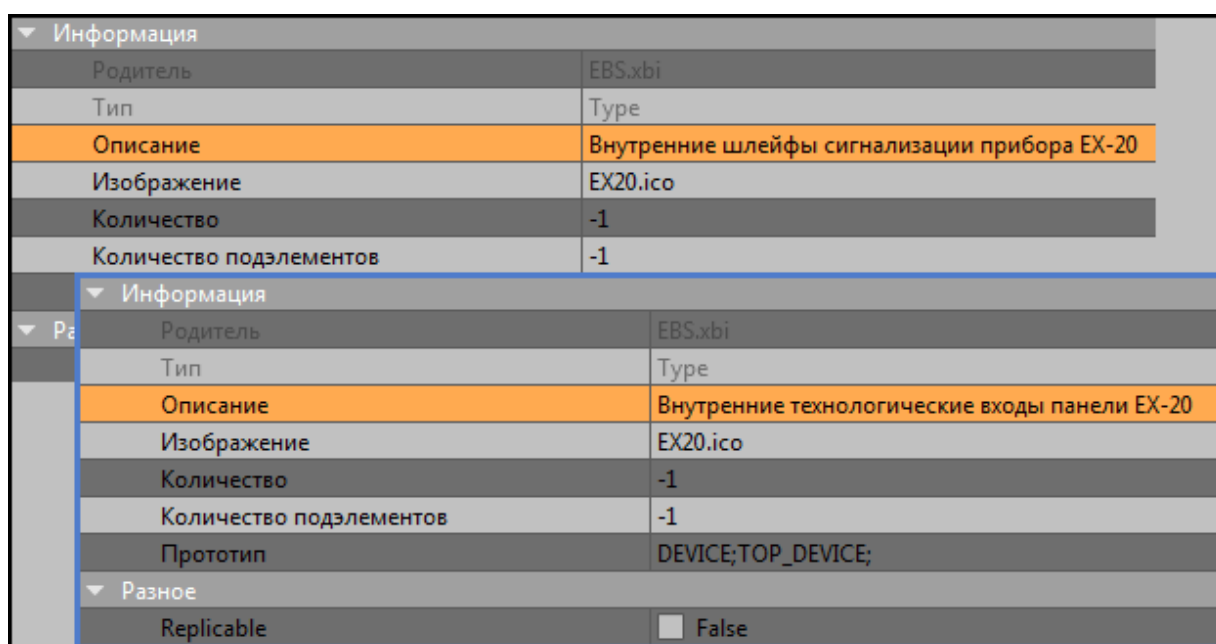 Информация
Родитель EBS.xbi
Тип Type
Описание Внутренние шлейфы сигнализации прибора EX-20
Изображение EX20.ico
Количество -1
Количество подэлементов -1
Информация
Ра
Родитель EBS.xbi
Тип Type
Описание Внутренние технологические входы панели EX-20
Изображение EX20.ico
Количество -1
Количество подэлементов -1
Прототип DEVICE;TOP_DEVICE;
Разное
Replicable False